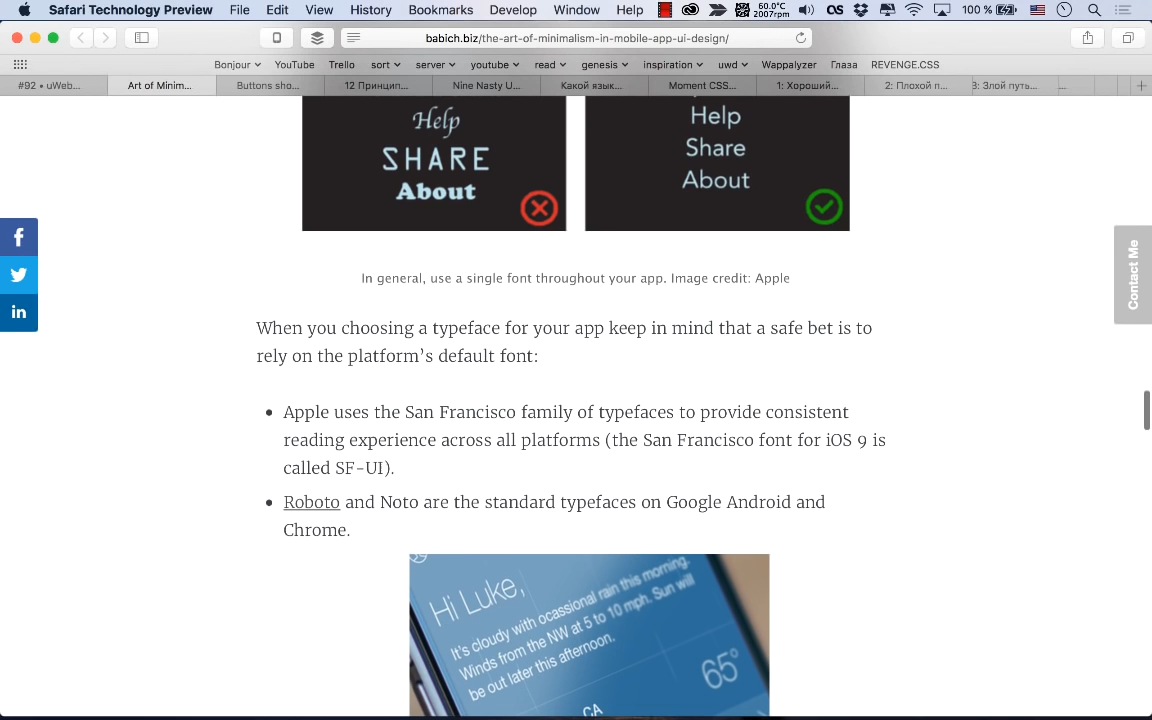 Safari Technology Preview File Edit View History Bookmarks Develop Window Help 60.0°C 2007rpm 100 %
babich.biz/the-art-of-minimalism-in-mobile-app-ui-design/
Bonjour YouTube Trello sort server youtube read genesis inspiration uwd Wappalyzer Глаза REVENGE.CSS
#92 • uWeb... Art of Minim... Buttons sho... 12 Принцип... Nine Nasty U... Какой язык... Moment CSS... 1: Хороший... 2: Плохой п... 3: Злой путь... ...
Help
SHARE
About
Help
Share
About
in
Contact Me
In general, use a single font throughout your app. Image credit: Apple
When you choosing a typeface for your app keep in mind that a safe bet is to
rely on the platform’s default font:
• Apple uses the San Francisco family of typefaces to provide consistent
reading experience across all platforms (the San Francisco font for iOS 9 is
called SF-UI).
• Roboto and Noto are the standard typefaces on Google Android and
Chrome.
Hi Luke,
It's cloudy with ocassional rain this morning.
Winds from the NW at 5 to 10 mph. Sun will
be out later this afternoon.
65°
CA